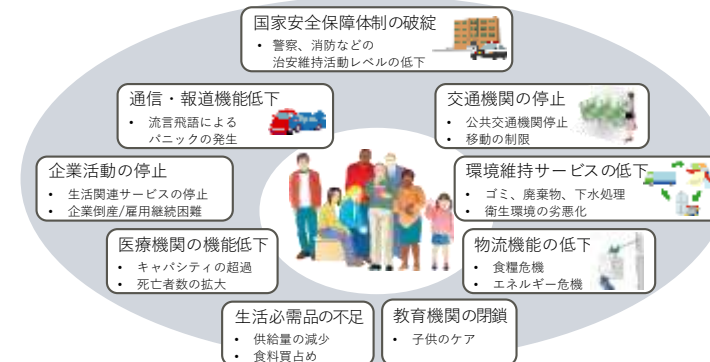 国家安全保障体制の破綻
• 警察、消防などの
治安維持活動レベルの低下
通信・報道機能低下
• 流言飛語による
パニックの発生
交通機関の停止
• 公共交通機関停止
• 移動の制限
企業活動の停止
• 生活関連サービスの停止
• 企業倒産/雇用継続困難
環境維持サービスの低下
• ゴミ、廃棄物、下水処理
• 衛生環境の劣悪化
医療機関の機能低下
• キャパシティの超過
• 死亡者数の拡大
物流機能の低下
• 食糧危機
• エネルギー危機
生活必需品の不足
• 供給量の減少
• 食料買占め
教育機関の閉鎖
• 子供のケア